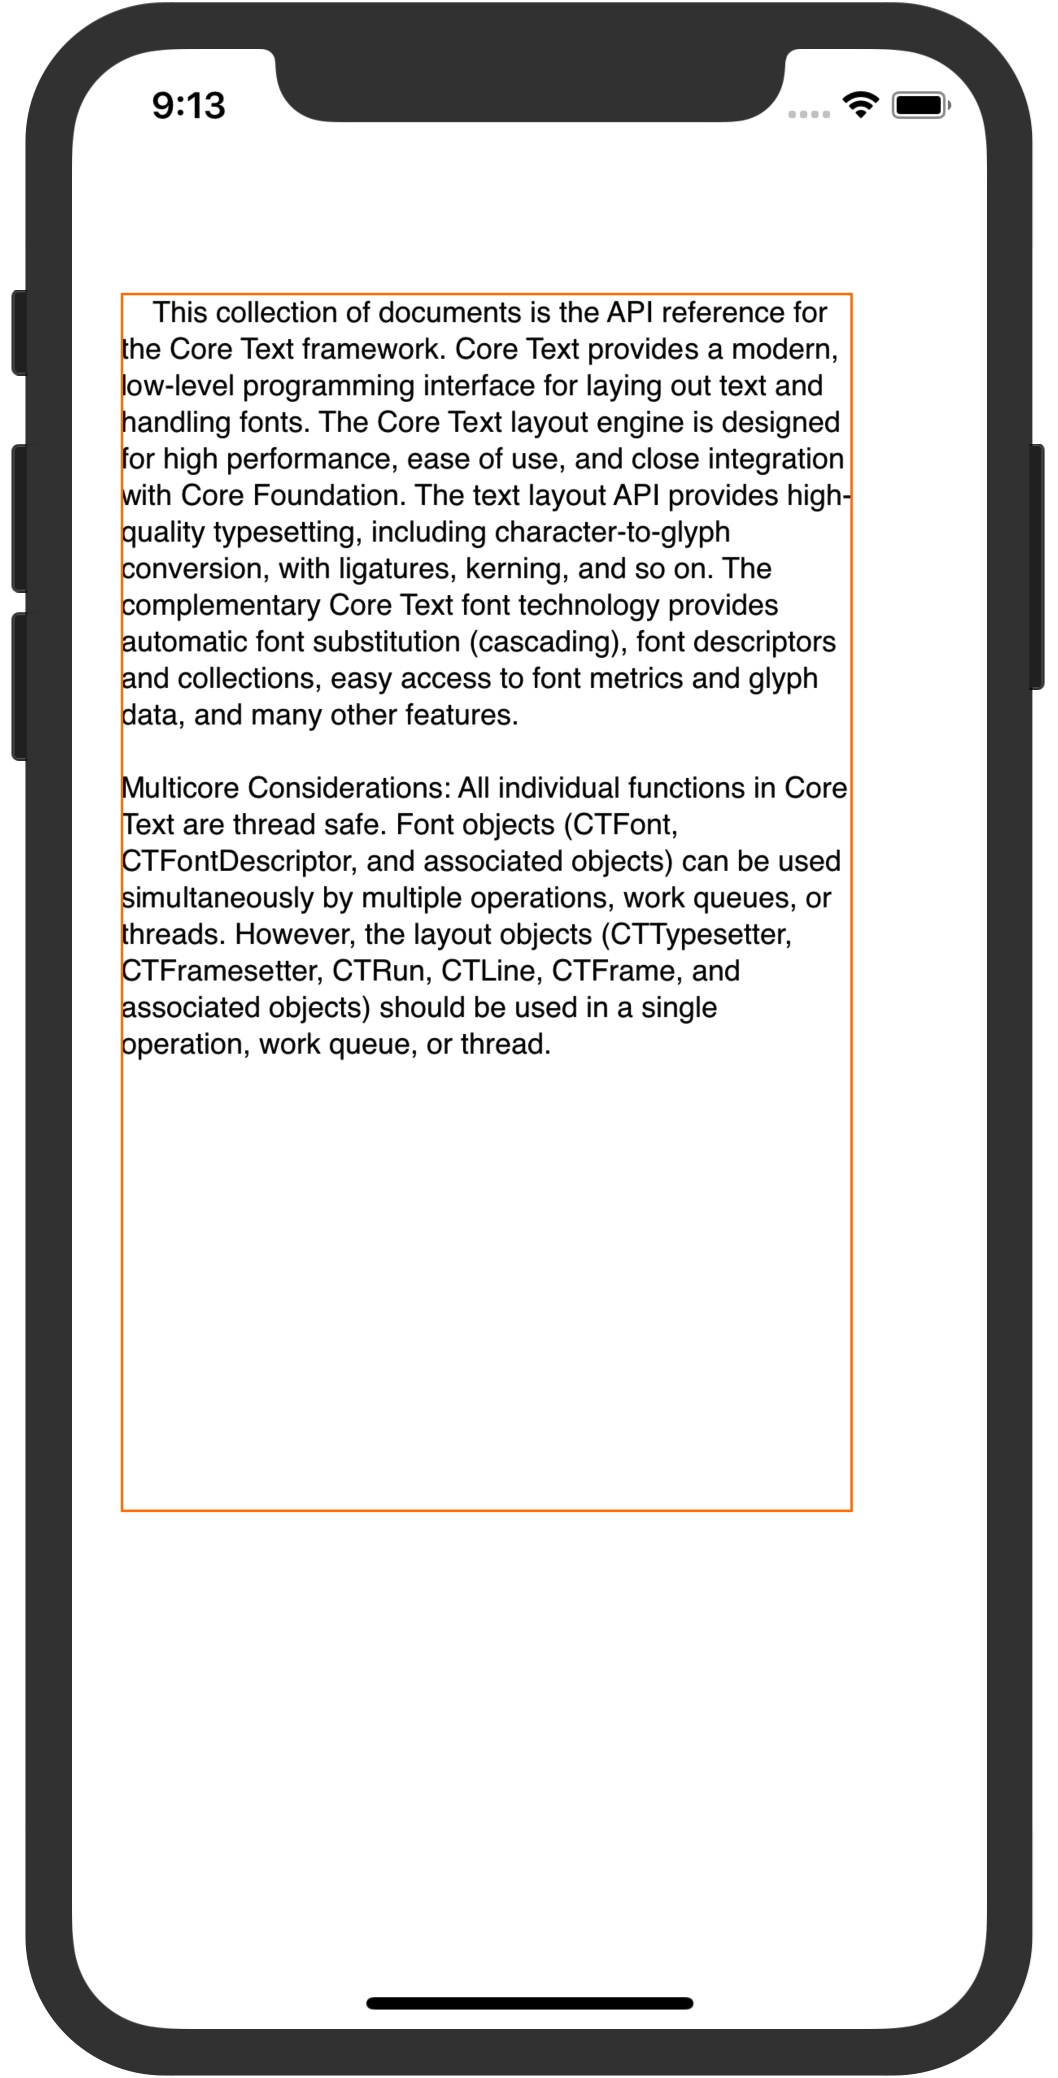 9:13
This collection of documents is the API reference for
the Core Text framework. Core Text provides a modern,
low-level programming interface for laying out text and
handling fonts. The Core Text layout engine is designed
for high performance, ease of use, and close integration
with Core Foundation. The text layout API provides high-
quality typesetting, including character-to-glyph
conversion, with ligatures, kerning, and so on. The
complementary Core Text font technology provides
automatic font substitution (cascading), font descriptors
and collections, easy access to font metrics and glyph
data, and many other features.
Multicore Considerations: All individual functions in Core
Text are thread safe. Font objects (CTFont,
CTFontDescriptor, and associated objects) can be used
simultaneously by multiple operations, work queues, or
threads. However, the layout objects (CTTypesetter,
CTFramesetter, CTRun, CTLine, CTFrame, and
associated objects) should be used in a single
operation, work queue, or thread.